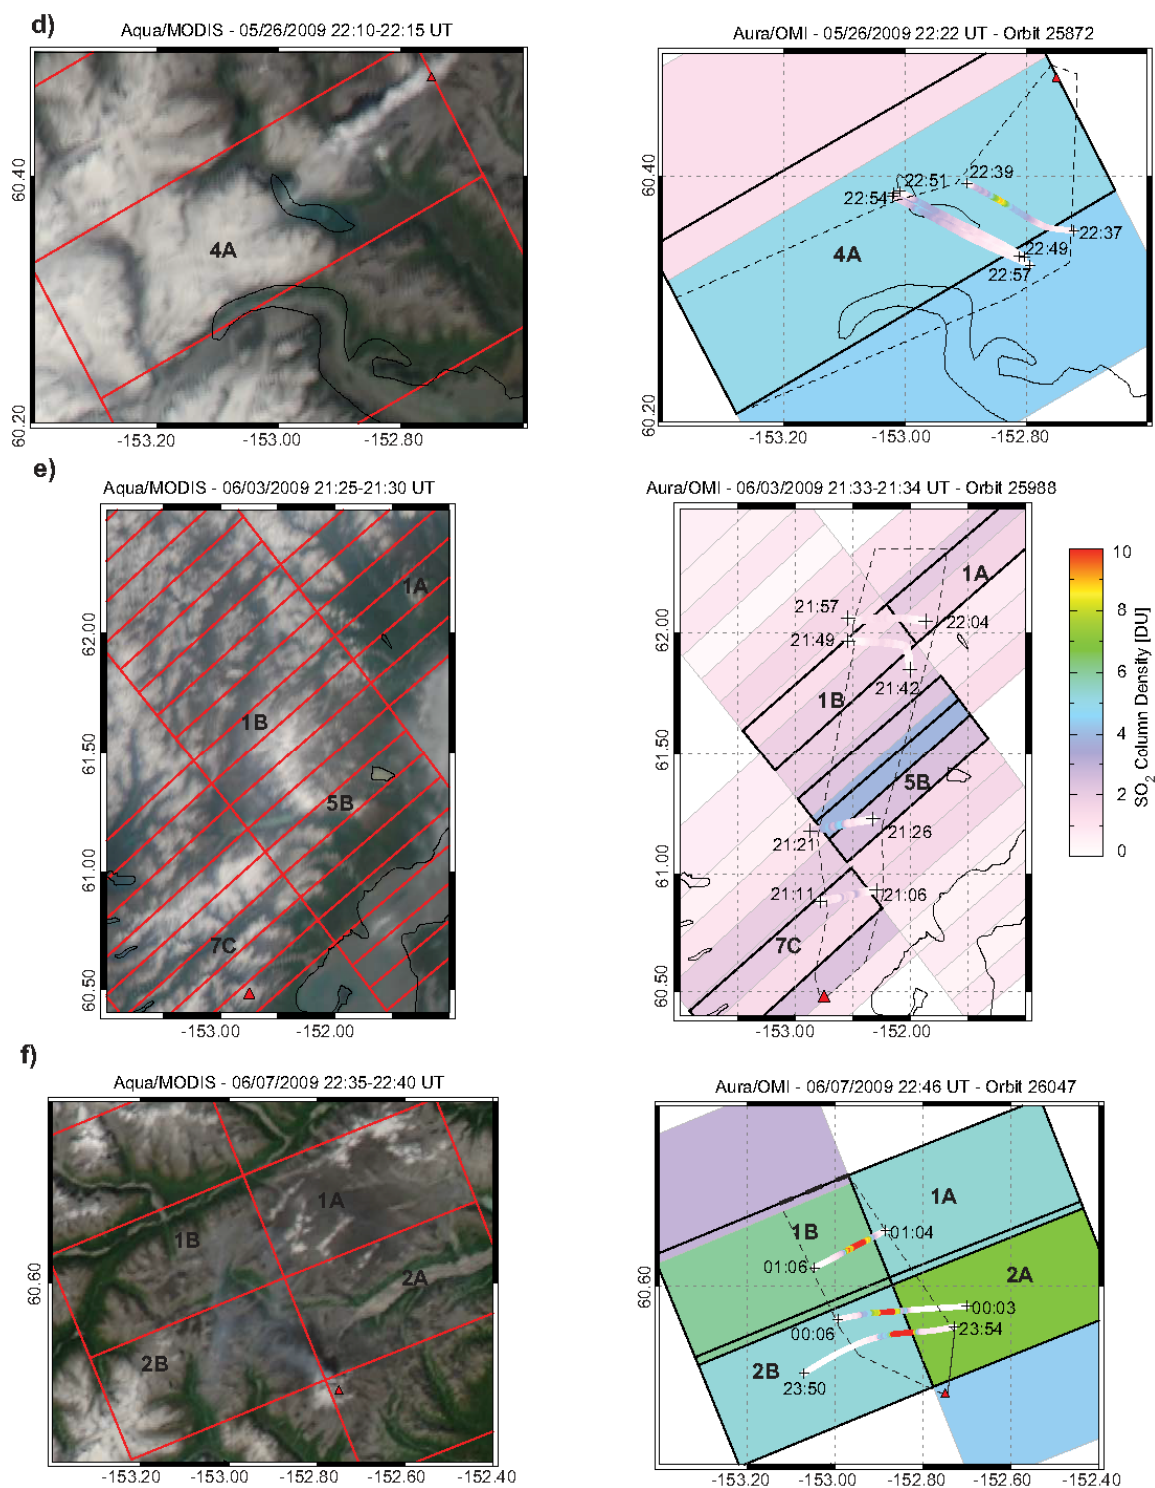 d)
Aqua/MODIS - 05/26/2009 22:10-22:15 UT
Aura/OMI - 05/26/2009 22:22 UT - Orbit 25872
60.40
60.20
4A
-153.20 -153.00 -152.80
60.40
60.20
22:51 22:39
22:54
22:37
22:49
22:57
4A
-153.20 -153.00 -152.80
e)
Aqua/MODIS - 06/03/2009 21:25-21:30 UT
Aura/OMI - 06/03/2009 21:33-21:34 UT - Orbit 25988
62.00
61.50
61.00
60.50
1A
1B
5B
7C
-153.00 -152.00
62.00
61.50
61.00
60.50
1A
21:57
22:04
21:49
21:42
1B
5B
21:21
21:26
21:11
21:06
7C
-153.00 -152.00
10
8
6
4
2
0
SO2 Column Density [DU]
f)
Aqua/MODIS - 06/07/2009 22:35-22:40 UT
Aura/OMI - 06/07/2009 22:46 UT - Orbit 26047
60.60
1A
1B
2A
2B
-153.20 -153.00 -152.80 -152.60 -152.40
60.60
1A
1B
01:04
01:06
2A
00:03
00:06
23:54
2B
23:50
-153.20 -153.00 -152.80 -152.60 -152.40